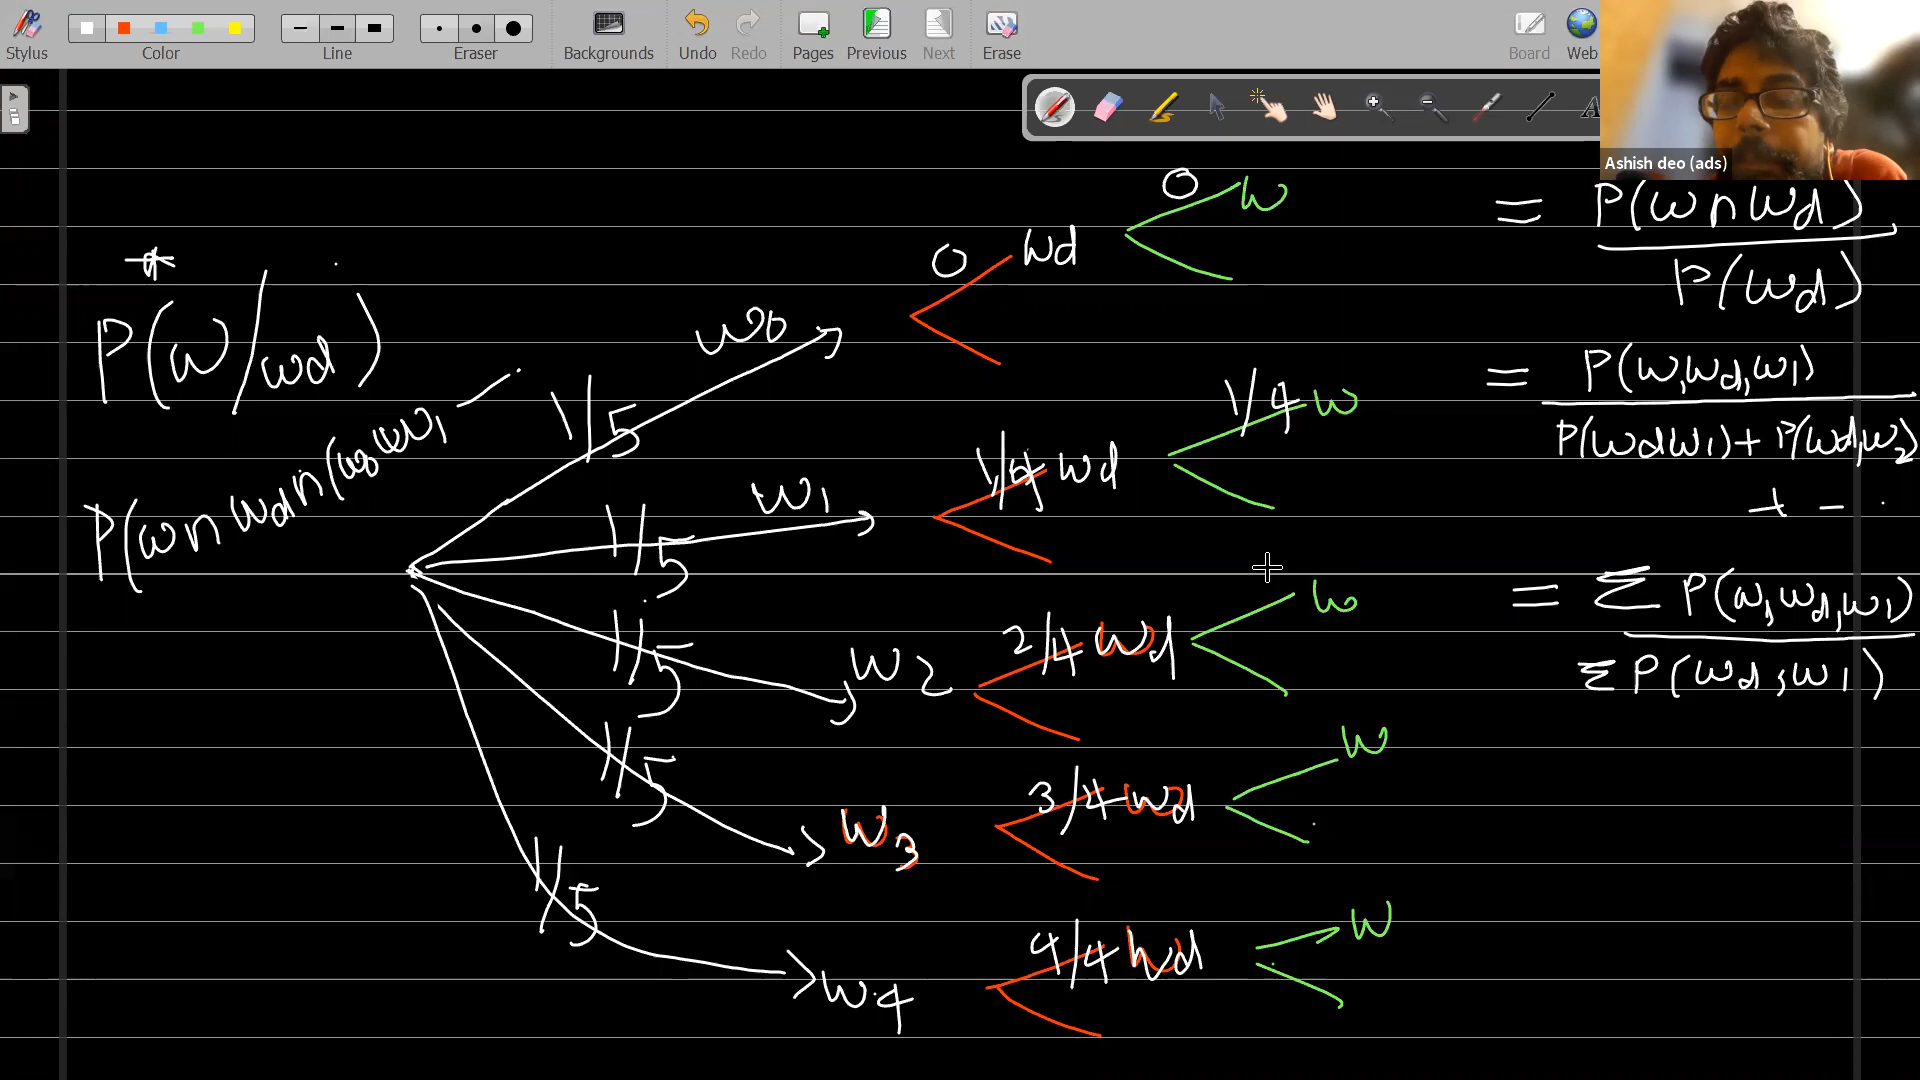 Stylus
Color
Line
Eraser
Backgrounds
Undo
Redo
Pages
Previous
Next
Erase
Board
Web
A
Ashish deo (ads)
P(w/wd)
P(w∩wd∩(w0ww1 –
1/5
w0
0
wd
0
w
1/5
w1
1/4
wd
1/4
w
1/5
w2
2/4 wd
w
1/5
w3
3/4 wd
w
1/5
w4
4/4 wd
w
= P(w∩wd)
P(wd)
= P(w,wd,w1)
P(wdw1) + P(wd,w2)
+ – .
= Σ P(w,wd,w1)
Σ P(wd,w1)